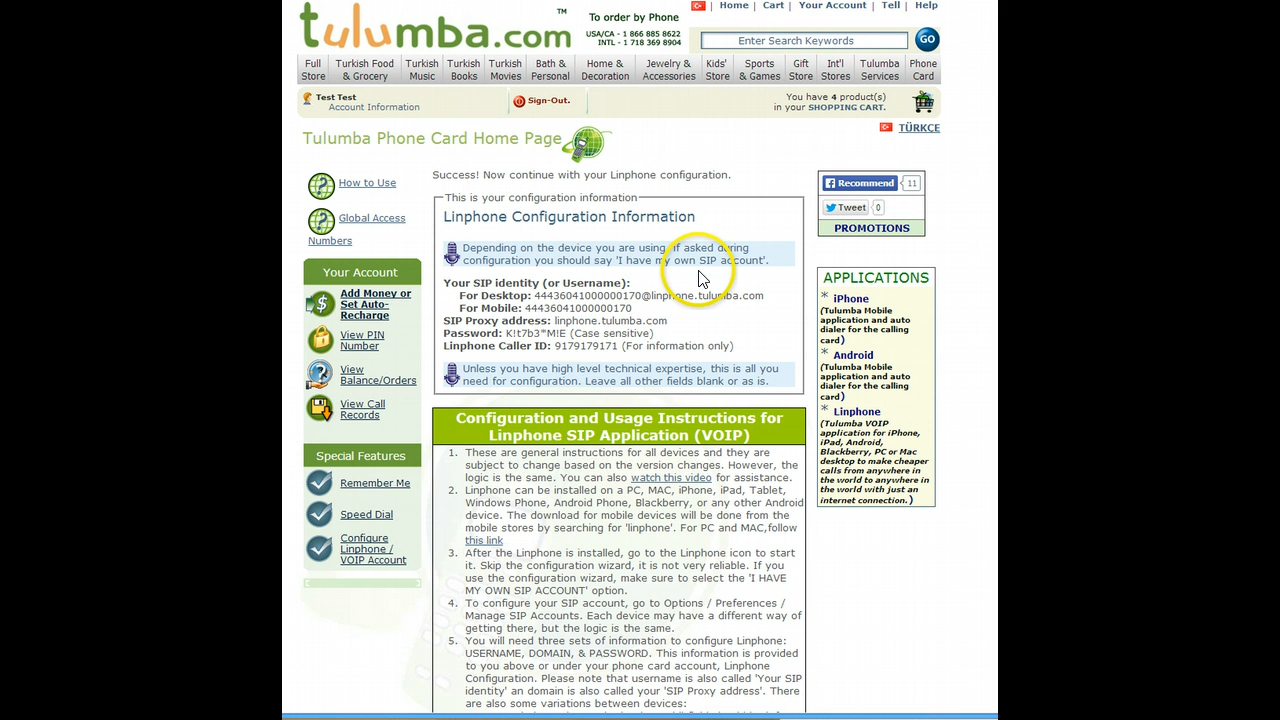 tulumba.com
TM
To order by Phone
USA/CA - 1 866 885 8622
INTL - 1 718 369 8904
| Home | Cart | Your Account | Tell | Help
Enter Search Keywords
GO
Full Store
Turkish Food & Grocery
Turkish Music
Turkish Books
Turkish Movies
Bath & Personal
Home & Decoration
Jewelry & Accessories
Kids' Store
Sports & Games
Gift Store
Int'l Stores
Tulumba Services
Phone Card
Test Test
Account Information
Sign-Out.
You have 4 product(s)
in your SHOPPING CART.
TÜRKCE
Tulumba Phone Card Home Page
How to Use
Global Access
Numbers
Your Account
Add Money or
Set Auto-
Recharge
View PIN
Number
View
Balance/Orders
View Call
Records
Special Features
Remember Me
Speed Dial
Configure
Linphone /
VOIP Account
Success! Now continue with your Linphone configuration.
This is your configuration information
Linphone Configuration Information
Depending on the device you are using, if asked during
configuration you should say 'I have my own SIP account'.
Your SIP identity (or Username):
For Desktop: 44436041000000170@linphone.tulumba.com
For Mobile: 44436041000000170
SIP Proxy address: linphone.tulumba.com
Password: K!t7b3*M!E (Case sensitive)
Linphone Caller ID: 9179179171 (For information only)
Unless you have high level technical expertise, this is all you
need for configuration. Leave all other fields blank or as is.
Configuration and Usage Instructions for
Linphone SIP Application (VOIP)
1. These are general instructions for all devices and they are
subject to change based on the version changes. However, the
logic is the same. You can also watch this video for assistance.
2. Linphone can be installed on a PC, MAC, iPhone, iPad, Tablet,
Windows Phone, Android Phone, Blackberry, or any other Android
device. The download for mobile devices will be done from the
mobile stores by searching for 'linphone'. For PC and MAC,follow
this link
3. After the Linphone is installed, go to the Linphone icon to start
it. Skip the configuration wizard, it is not very reliable. If you
use the configuration wizard, make sure to select the 'I HAVE
MY OWN SIP ACCOUNT' option.
4. To configure your SIP account, go to Options / Preferences /
Manage SIP Accounts. Each device may have a different way of
getting there, but the logic is the same.
5. You will need three sets of information to configure Linphone:
USERNAME, DOMAIN, & PASSWORD. This information is provided
to you above or under your phone card account, Linphone
Configuration. Please note that username is also called 'Your SIP
identity' an domain is also called your 'SIP Proxy address'. There
are also some variations between devices:
Recommend 11
Tweet 0
PROMOTIONS
APPLICATIONS
* iPhone
(Tulumba Mobile
application and auto
dialer for the calling
card)
* Android
(Tulumba Mobile
application and auto
dialer for the calling
card)
* Linphone
(Tulumba VOIP
application for iPhone,
iPad, Android,
Blackberry, PC or Mac
desktop to make cheaper
calls from anywhere in
the world to anywhere in
the world with just an
internet connection.)